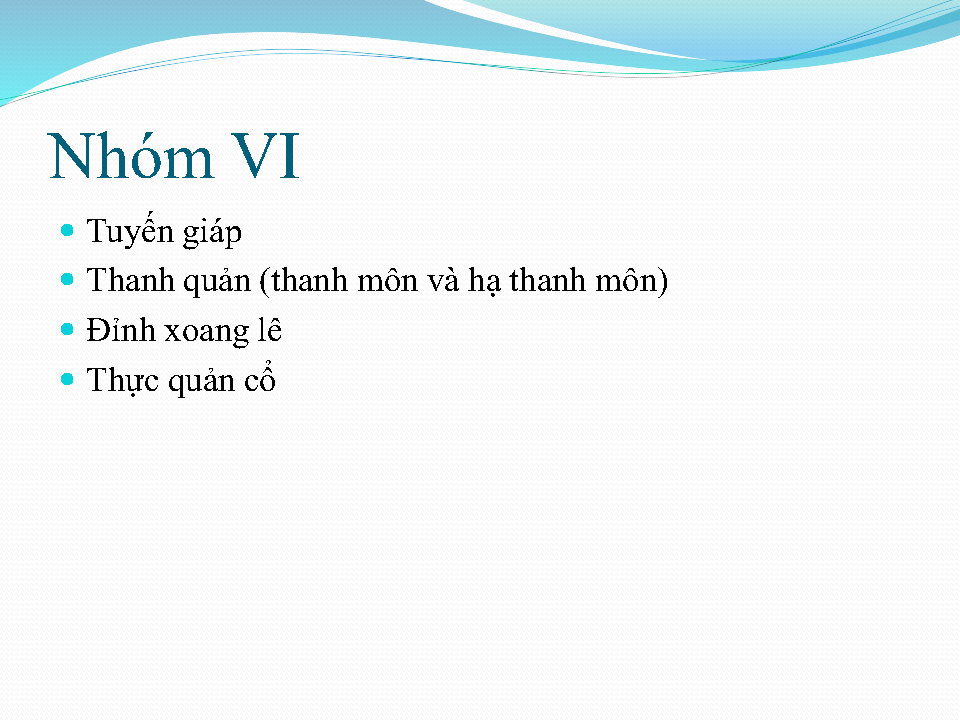 Nhóm VI
Tuyến giáp
Thanh quản (thanh môn và hạ thanh môn)
Đỉnh xoang lê
Thực quản cổ